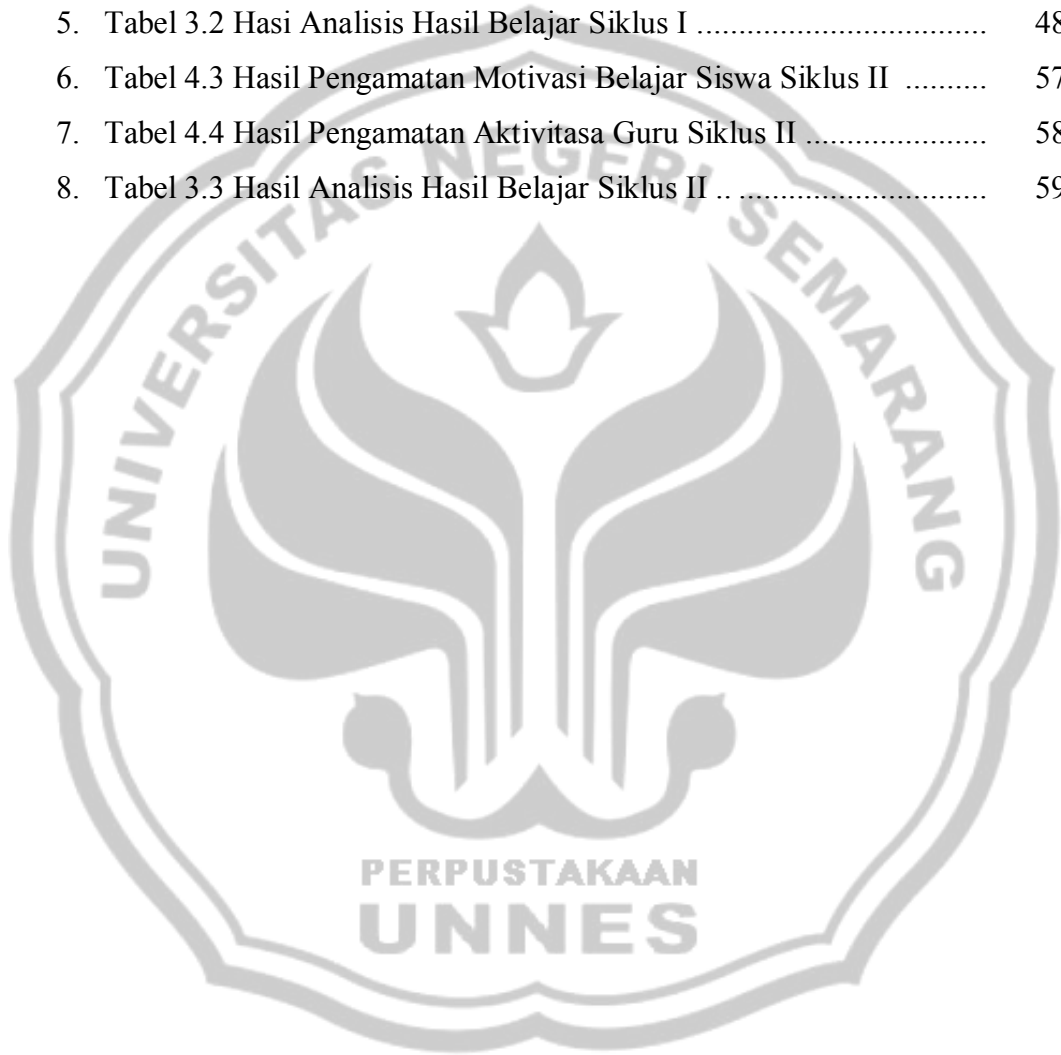 5. Tabel 3.2 Hasi Analisis Hasil Belajar Siklus I .................................. 48
6. Tabel 4.3 Hasil Pengamatan Motivasi Belajar Siswa Siklus II .......... 57
7. Tabel 4.4 Hasil Pengamatan Aktivitasa Guru Siklus II ..................... 58
8. Tabel 3.3 Hasil Analisis Hasil Belajar Siklus II .. ............................. 59
UNIVERSITAS NEGERI SEMARANG
PERPUSTAKAAN
UNNES